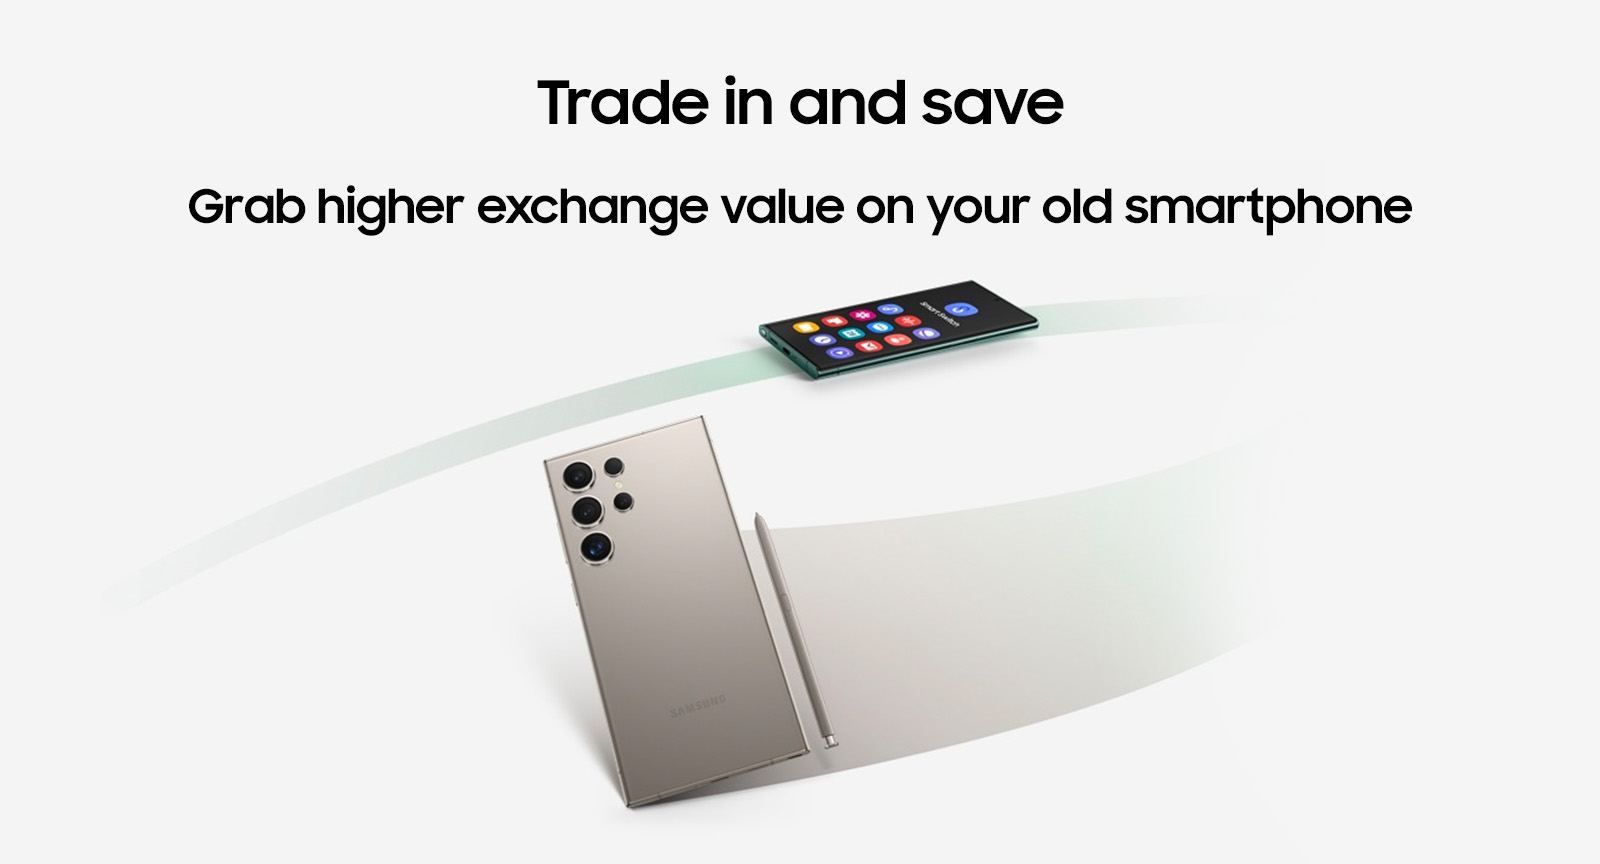 Trade in and save
Grab higher exchange value on your old smartphone
Smart Switch
SAMSUNG